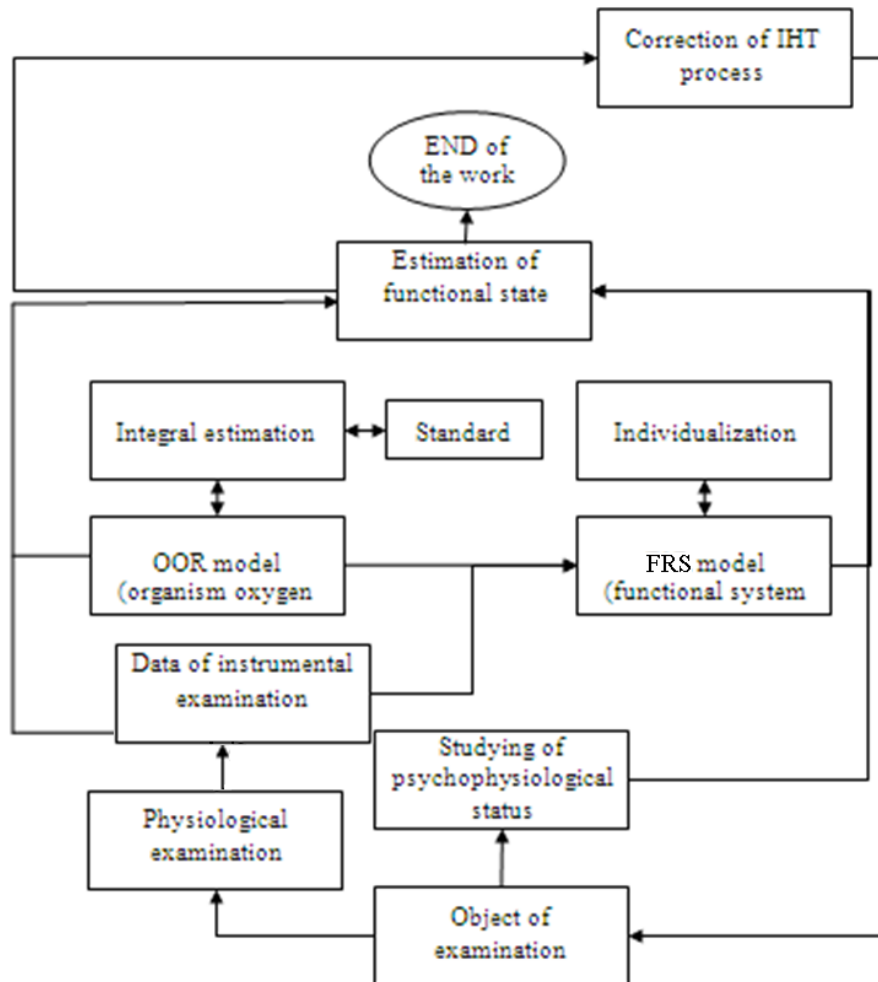 Correction of IHT
process
END of
the work
Estimation of
functional state
Integral estimation
Standard
Individualization
OOR model
(organism oxygen
FRS model
(functional system
Data of instrumental
examination
Studying of
psychophysiological
status
Physiological
examination
Object of
examination